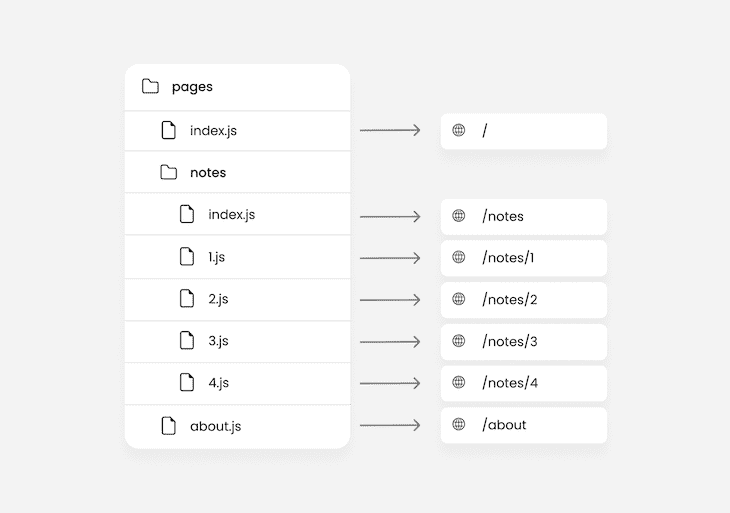 pages
index.js
/
notes
index.js
/notes
1.js
/notes/1
2.js
/notes/2
3.js
/notes/3
4.js
/notes/4
about.js
/about